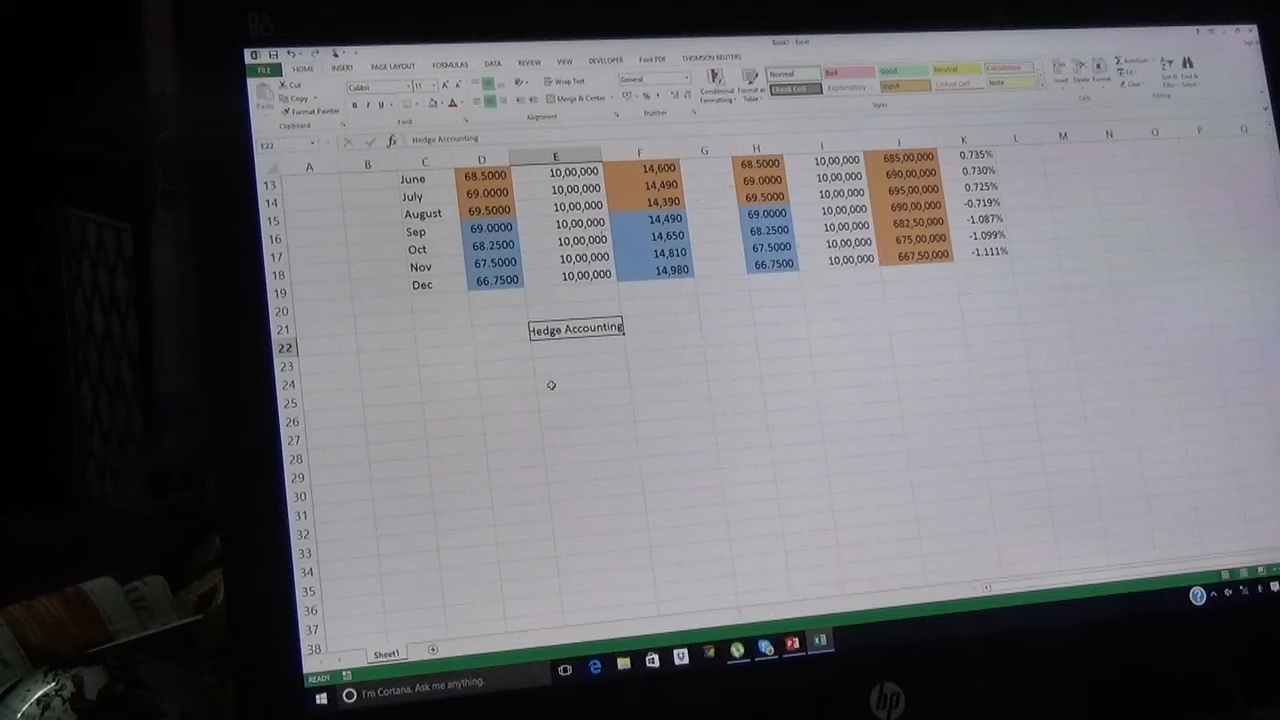 Book1 - Excel
FILE HOME INSERT PAGE LAYOUT FORMULAS DATA REVIEW VIEW DEVELOPER Foxit PDF THOMSON REUTERS
Cut
Copy
Format Painter
Paste
Calibri 11
Wrap Text
Merge & Center
General
Conditional Formatting
Format as Table
Normal Bad Good Neutral Calculation
Check Cell Explanatory ... Input Linked Cell Note
Insert Delete Format
AutoSum
Fill
Clear
Sort & Filter
Find & Select
Clipboard Font Alignment Number Styles Cells Editing
C22 fx Hedge Accounting
A B C D E F G H I J K L M N O P Q
13 June 68.5000 10,00,000 14,600 68.5000 10,00,000 685,00,000 0.735%
14 July 69.0000 10,00,000 14,490 69.0000 10,00,000 690,00,000 0.730%
15 August 69.5000 10,00,000 14,390 69.5000 10,00,000 695,00,000 0.725%
16 Sep 69.0000 10,00,000 14,490 69.0000 10,00,000 690,00,000 -0.719%
17 Oct 68.2500 10,00,000 14,650 68.2500 10,00,000 682,50,000 -1.087%
18 Nov 67.5000 10,00,000 14,810 67.5000 10,00,000 675,00,000 -1.099%
19 Dec 66.7500 10,00,000 14,980 66.7500 10,00,000 667,50,000 -1.111%
20
21
22 Hedge Accounting
23
24
25
26
27
28
29
30
31
32
33
34
35
36
37
38
Sheet1
READY
I'm Cortana. Ask me anything.
hp